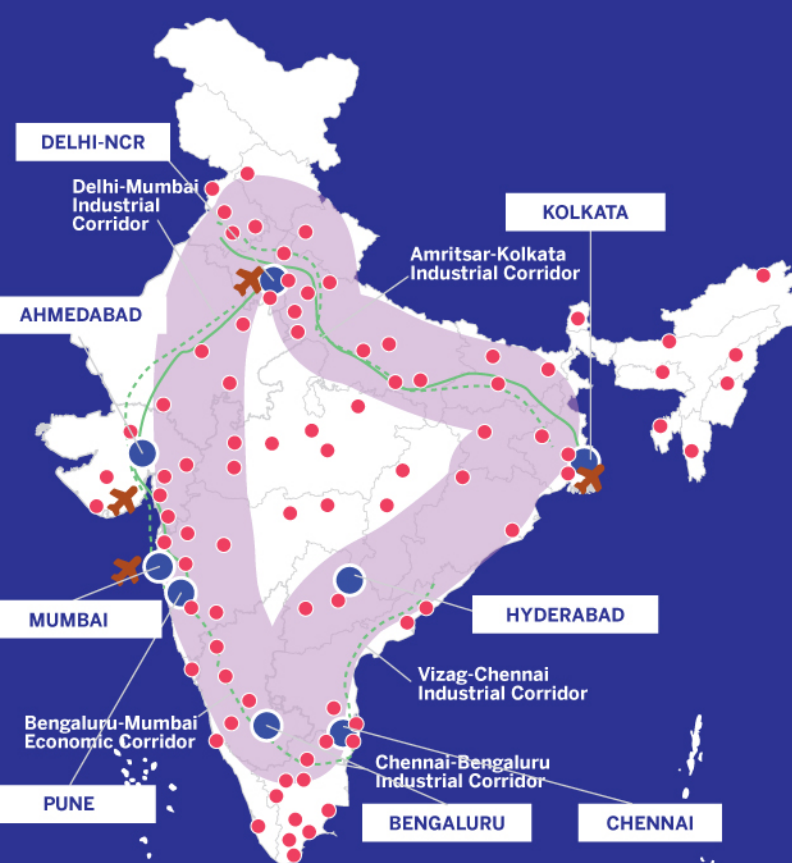 DELHI-NCR
Delhi-Mumbai
Industrial
Corridor
KOLKATA
Amritsar-Kolkata
Industrial Corridor
AHMEDABAD
MUMBAI
HYDERABAD
Vizag-Chennai
Industrial Corridor
Bengaluru-Mumbai
Economic Corridor
Chennai-Bengaluru
Industrial Corridor
PUNE
BENGALURU
CHENNAI